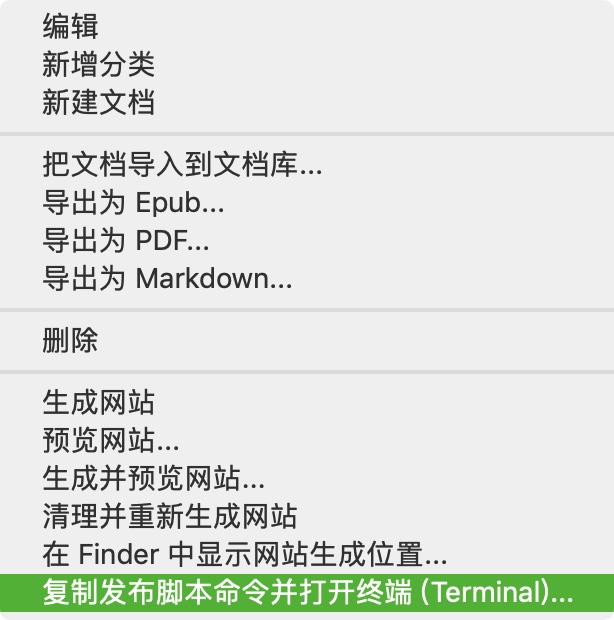 编辑
新增分类
新建文档
把文档导入到文档库...
导出为 Epub...
导出为 PDF...
导出为 Markdown...
删除
生成网站
预览网站...
生成并预览网站...
清理并重新生成网站
在 Finder 中显示网站生成位置...
复制发布脚本命令并打开终端 (Terminal)...